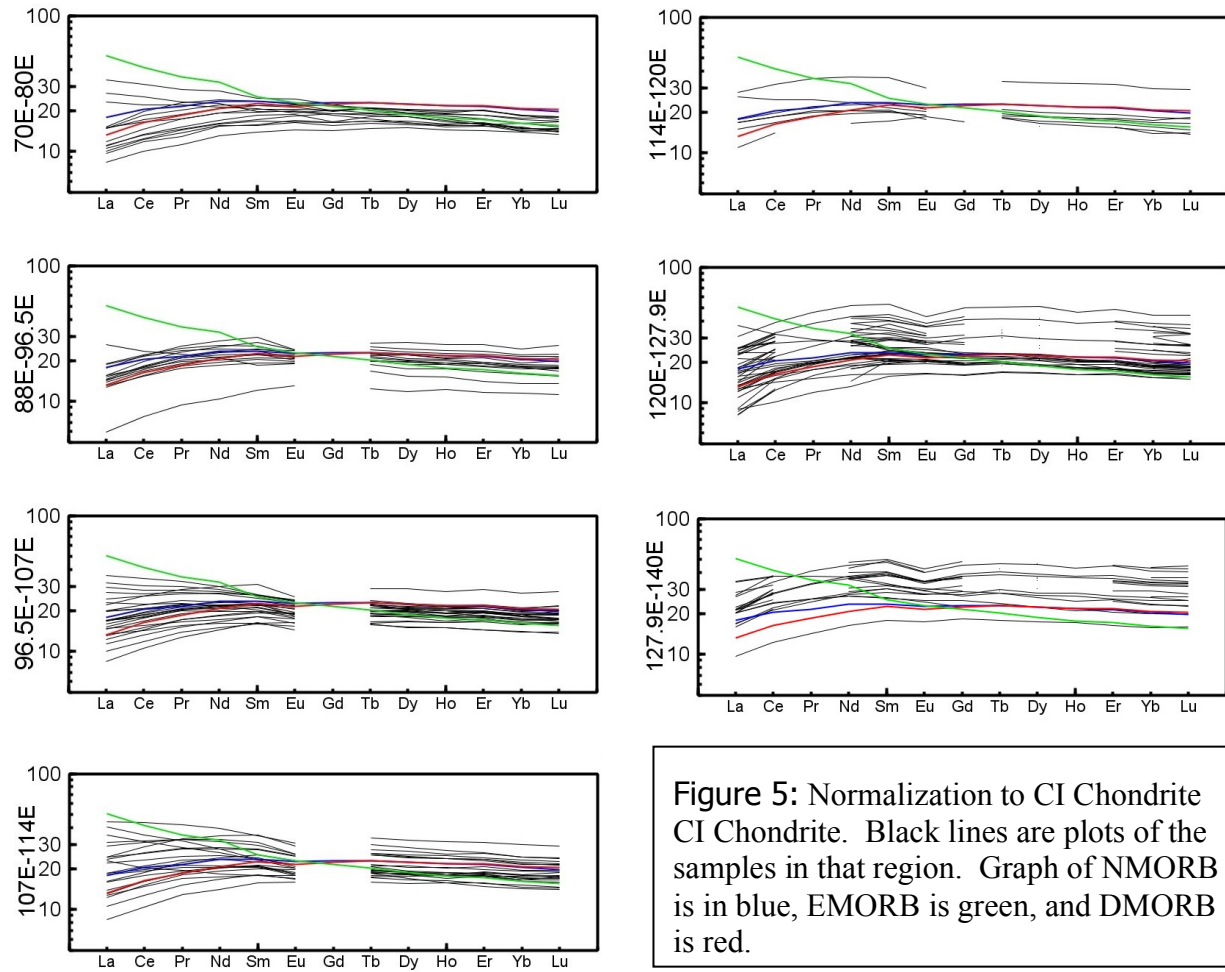 100
30
20
10
70E-80E
La Ce Pr Nd Sm Eu Gd Tb Dy Ho Er Yb Lu
100
30
20
10
88E-96.5E
La Ce Pr Nd Sm Eu Gd Tb Dy Ho Er Yb Lu
100
30
20
10
96.5E-107E
La Ce Pr Nd Sm Eu Gd Tb Dy Ho Er Yb Lu
100
30
20
10
107E-114E
La Ce Pr Nd Sm Eu Gd Tb Dy Ho Er Yb Lu
100
30
20
10
114E-120E
La Ce Pr Nd Sm Eu Gd Tb Dy Ho Er Yb Lu
100
30
20
10
120E-127.9E
La Ce Pr Nd Sm Eu Gd Tb Dy Ho Er Yb Lu
100
30
20
10
127.9E-140E
La Ce Pr Nd Sm Eu Gd Tb Dy Ho Er Yb Lu
Figure 5: Normalization to CI Chondrite
CI Chondrite. Black lines are plots of the
samples in that region. Graph of NMORB
is in blue, EMORB is green, and DMORB
is red.